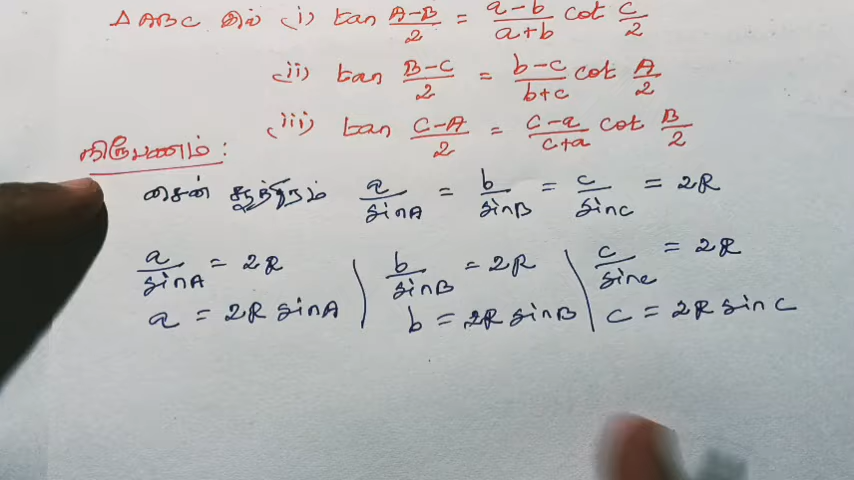 △ABC இல் (i) tan (A-B)/2 = (a-b)/(a+b) cot C/2
(ii) tan (B-C)/2 = (b-c)/(b+c) cot A/2
(iii) tan (C-A)/2 = (c-a)/(c+a) cot B/2
நிரூபணம் :
சைன் சூத்திரம் a/sinA = b/sinB = c/sinC = 2R
a/sinA = 2R b/sinB = 2R c/sinC = 2R
a = 2R sinA b = 2R sinB c = 2R sinC